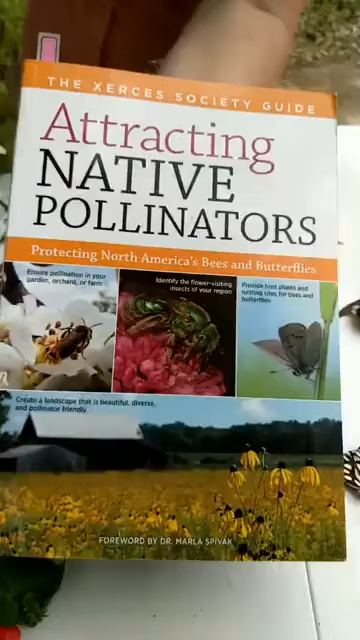 THE XERCES SOCIETY GUIDE
Attracting
NATIVE
POLLINATORS
Protecting North America's Bees and Butterflies
Ensure pollination in your
garden, orchard, or farm
Identify the flower-visiting
insects of your region
Provide host plants and
nesting sites for bees and
butterflies
Create a landscape that is beautiful, diverse,
and pollinator friendly.
FOREWORD BY DR. MARLA SPIVAK